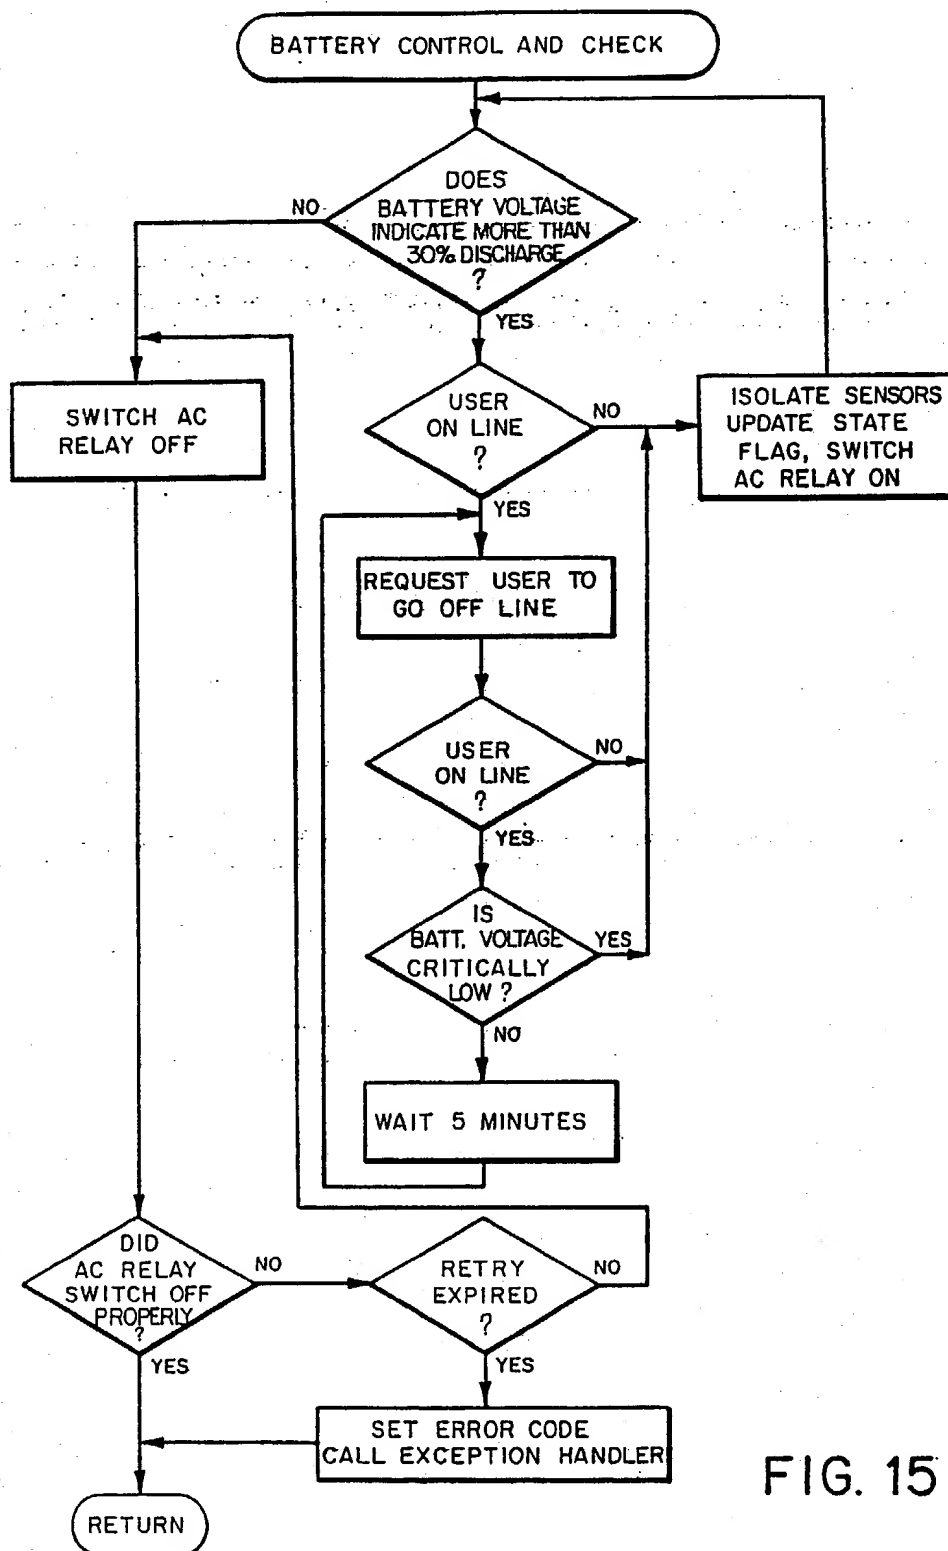 BATTERY CONTROL AND CHECK
DOES
BATTERY VOLTAGE
INDICATE MORE THAN
30% DISCHARGE
?
NO
YES
SWITCH AC
RELAY OFF
USER
ON LINE
?
NO
YES
ISOLATE SENSORS
UPDATE STATE
FLAG, SWITCH
AC RELAY ON
REQUEST USER TO
GO OFF LINE
USER
ON LINE
?
NO
YES
IS
BATT. VOLTAGE
CRITICALLY
LOW ?
YES
NO
WAIT 5 MINUTES
DID
AC RELAY
SWITCH OFF
PROPERLY
?
NO
YES
RETRY
EXPIRED
?
NO
YES
SET ERROR CODE
CALL EXCEPTION HANDLER
RETURN
FIG. 15